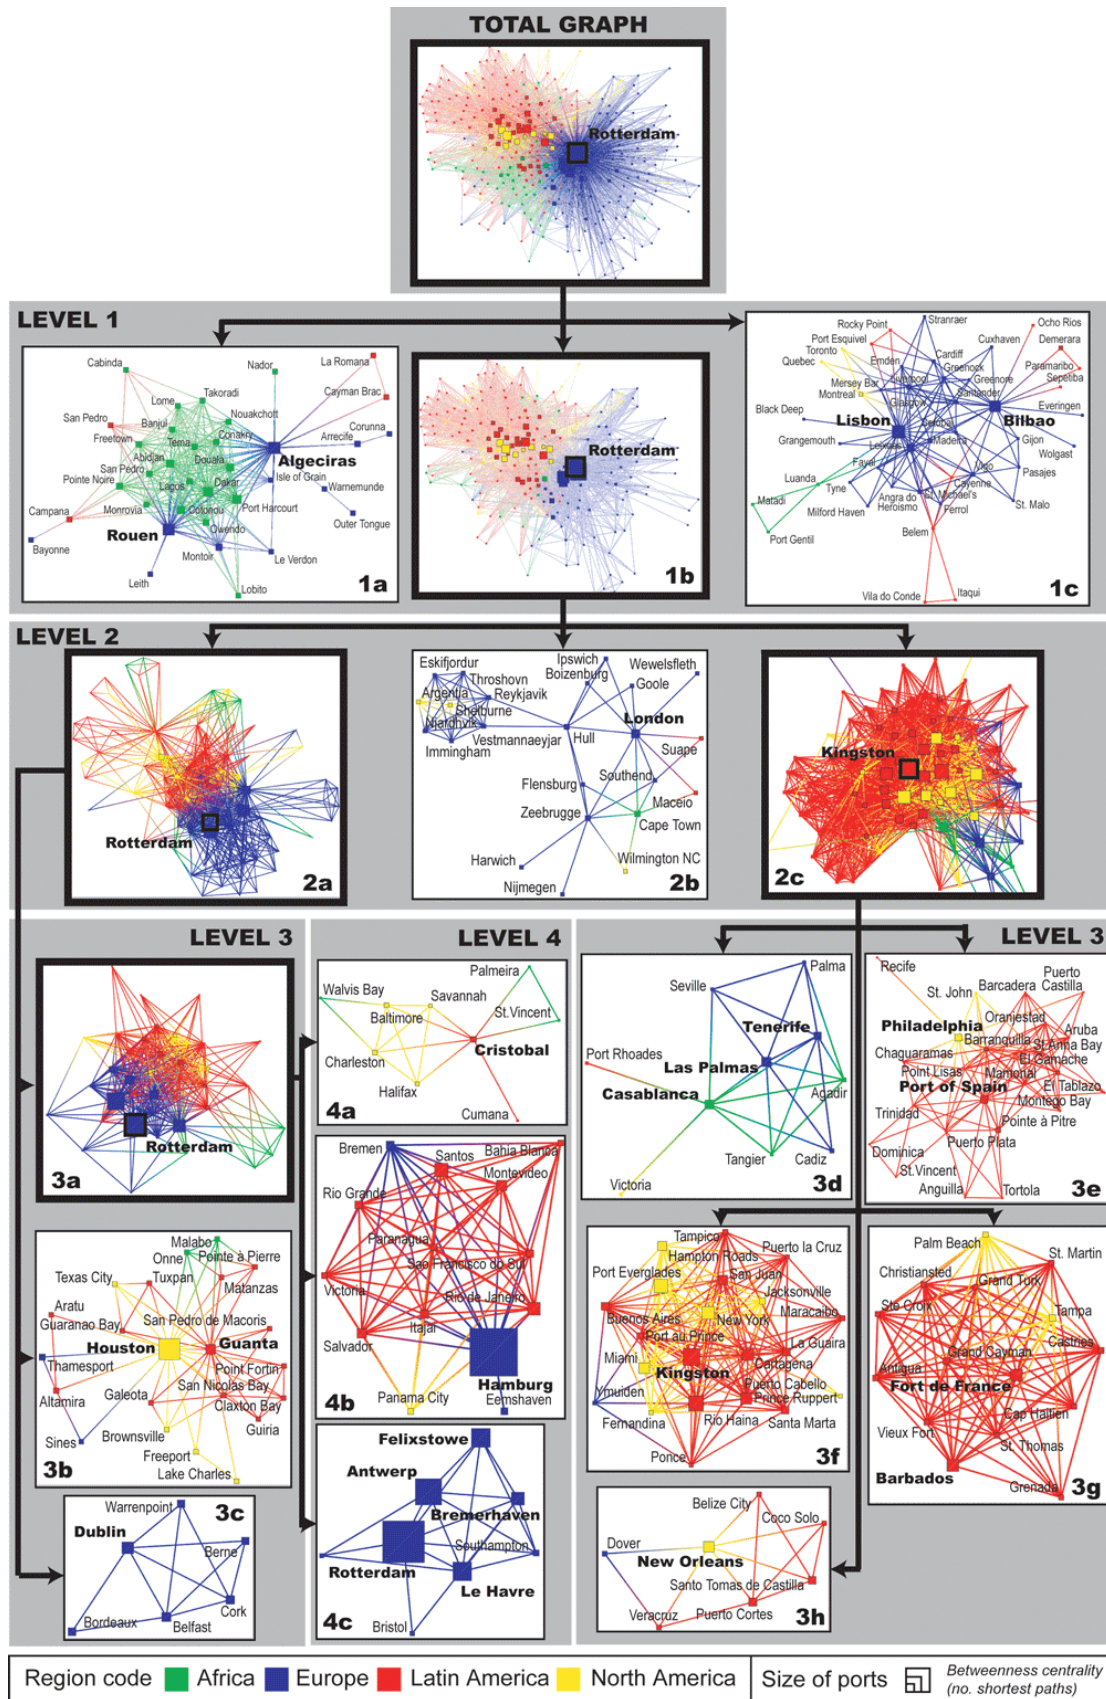 TOTAL GRAPH
Rotterdam
LEVEL 1
Cabinda
Nador
La Romana
Takoradi
Cayman Brac
Lome
Nouakchott
San Pedro
Banjul
Corunna
Freetown
Tema
Conakry
Arrecife
Abidjan
Douala
Algeciras
San Pedro
Isle of Grain
Pointe Noire
Lagos
Dakar
Warnemunde
Campana
Monrovia
Cotonou
Port Harcourt
Outer Tongue
Rouen
Owendo
Bayonne
Montoir
Le Verdon
Leith
Lobito
1a
Rotterdam
1b
Stranraer
Rocky Point
Ocho Rios
Port Esquivel
Cuxhaven
Demerara
Toronto
Emden
Cardiff
Quebec
Greenock
Paramaribo
Mersey Bar
Liverpool
Greenore
Sepetiba
Montreal
Santander
Glasgow
Black Deep
Lisbon
Setubal
Bilbao
Everingen
Grangemouth
Leixoes
Madeira
Gijon
Wolgast
Fayal
Vigo
Pasajes
Luanda
Cayenne
Matadi
Tyne
Angra do
Heroismo
St. Michael's
St. Malo
Milford Haven
Ferrol
Port Gentil
Belem
Vila do Conde
Itaqui
1c
LEVEL 2
Rotterdam
2a
Eskifjordur
Ipswich
Wewelsfleth
Throshovn
Boizenburg
Argentia
Reykjavik
Goole
Shelburne
London
Njardhvik
Immingham
Vestmannaeyjar
Hull
Suape
Flensburg
Southend
Zeebrugge
Maceio
Cape Town
Harwich
Wilmington NC
Nijmegen
2b
Kingston
2c
LEVEL 3
Rotterdam
3a
Malabo
Onne
Pointe à Pierre
Texas City
Tuxpan
Matanzas
Aratu
San Pedro de Macoris
Guaranao Bay
Houston
Guanta
Thamesport
Point Fortin
Altamira
Galeota
San Nicolas Bay
Claxton Bay
Sines
Brownsville
Guiria
Freeport
Lake Charles
3b
Warrenpoint
3c
Dublin
Berne
Bordeaux
Belfast
Cork
LEVEL 4
Palmeira
Walvis Bay
Savannah
Baltimore
St.Vincent
Charleston
Cristobal
Halifax
Cumana
4a
Bremen
Bahia Blanca
Santos
Montevideo
Rio Grande
Paranagua
Sao Francisco do Sul
Victoria
Rio de Janeiro
Itajai
Salvador
Hamburg
Panama City
Eemshaven
4b
Felixstowe
Antwerp
Bremerhaven
Southampton
Rotterdam
Le Havre
Bristol
4c
LEVEL 3
Palma
Seville
Tenerife
Port Rhoades
Las Palmas
Casablanca
Agadir
Tangier
Cadiz
Victoria
3d
Recife
Puerto
Castilla
St. John
Barcadera
Oranjestad
Philadelphia
Aruba
Barranquilla
St Anna Bay
Chaguaramas
El Gamache
Point Lisas
Mamonal
Port of Spain
El Tablazo
Montego Bay
Trinidad
Pointe à Pitre
Puerto Plata
Dominica
St.Vincent
Anguilla
Tortola
3e
Tampico
Hampton Roads
Puerto la Cruz
Port Everglades
San Juan
Jacksonville
Buenos Aires
New York
Maracaibo
Port au Prince
La Guaira
Miami
Kingston
Cartagena
Ymuiden
Puerto Cabello
Prince Ruppert
Fernandina
Rio Haina
Santa Marta
Ponce
3f
Palm Beach
St. Martin
Christiansted
Grand Turk
Ste Croix
Tampa
Grand Cayman
Castries
Antigua
Fort de France
Cap Haitien
Vieux Fort
St. Thomas
Barbados
Grenada
3g
Belize City
Coco Solo
Dover
New Orleans
Santo Tomas de Castilla
Veracruz
Puerto Cortes
3h
Region code
Africa
Europe
Latin America
North America
Size of ports
Betweenness centrality
(no. shortest paths)